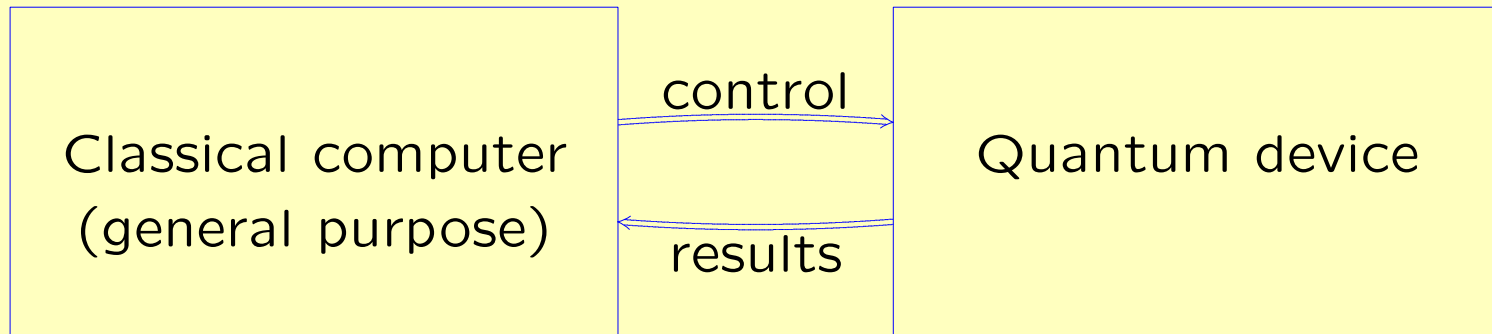 control
Classical computer
(general purpose)
Quantum device
results